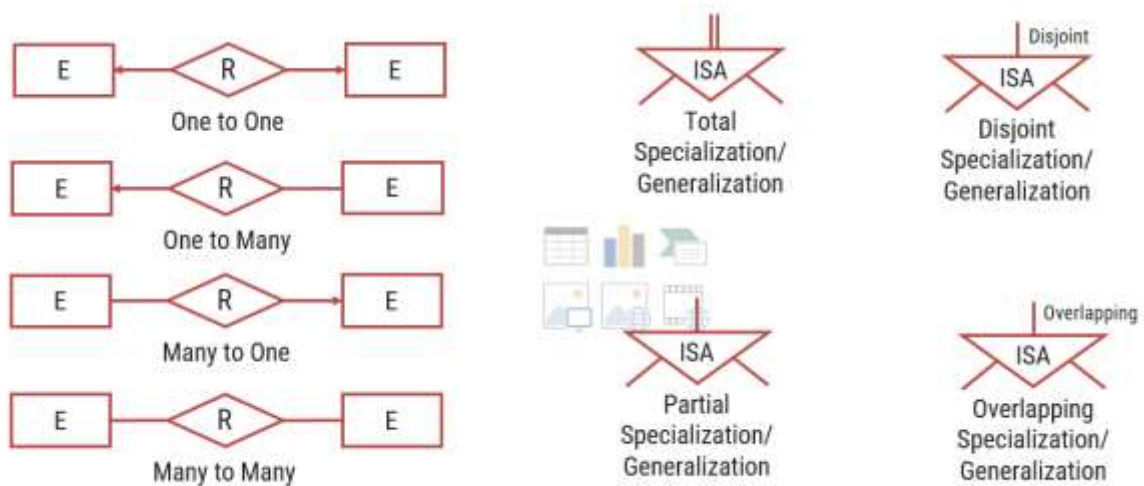 E R E
One to One
E R E
One to Many
E R E
Many to One
E R E
Many to Many
ISA
Total
Specialization/
Generalization
Disjoint
ISA
Disjoint
Specialization/
Generalization
ISA
Partial
Specialization/
Generalization
Overlapping
ISA
Overlapping
Specialization/
Generalization